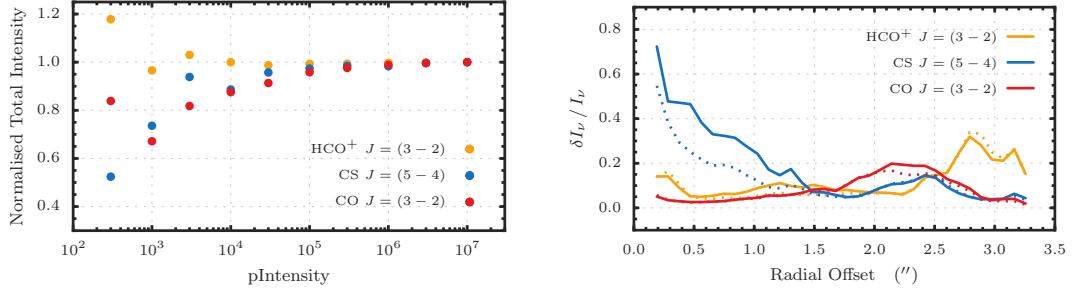 Normalised Total Intensity
1.2
1.0
0.8
0.6
0.4
HCO⁺ J = (3 − 2)
CS J = (5 − 4)
CO J = (3 − 2)
10² 10³ 10⁴ 10⁵ 10⁶ 10⁷
pIntensity
δIν / Iν
0.8
0.6
0.4
0.2
0.0
HCO⁺ J = (3 − 2)
CS J = (5 − 4)
CO J = (3 − 2)
0.0 0.5 1.0 1.5 2.0 2.5 3.0 3.5
Radial Offset (″)